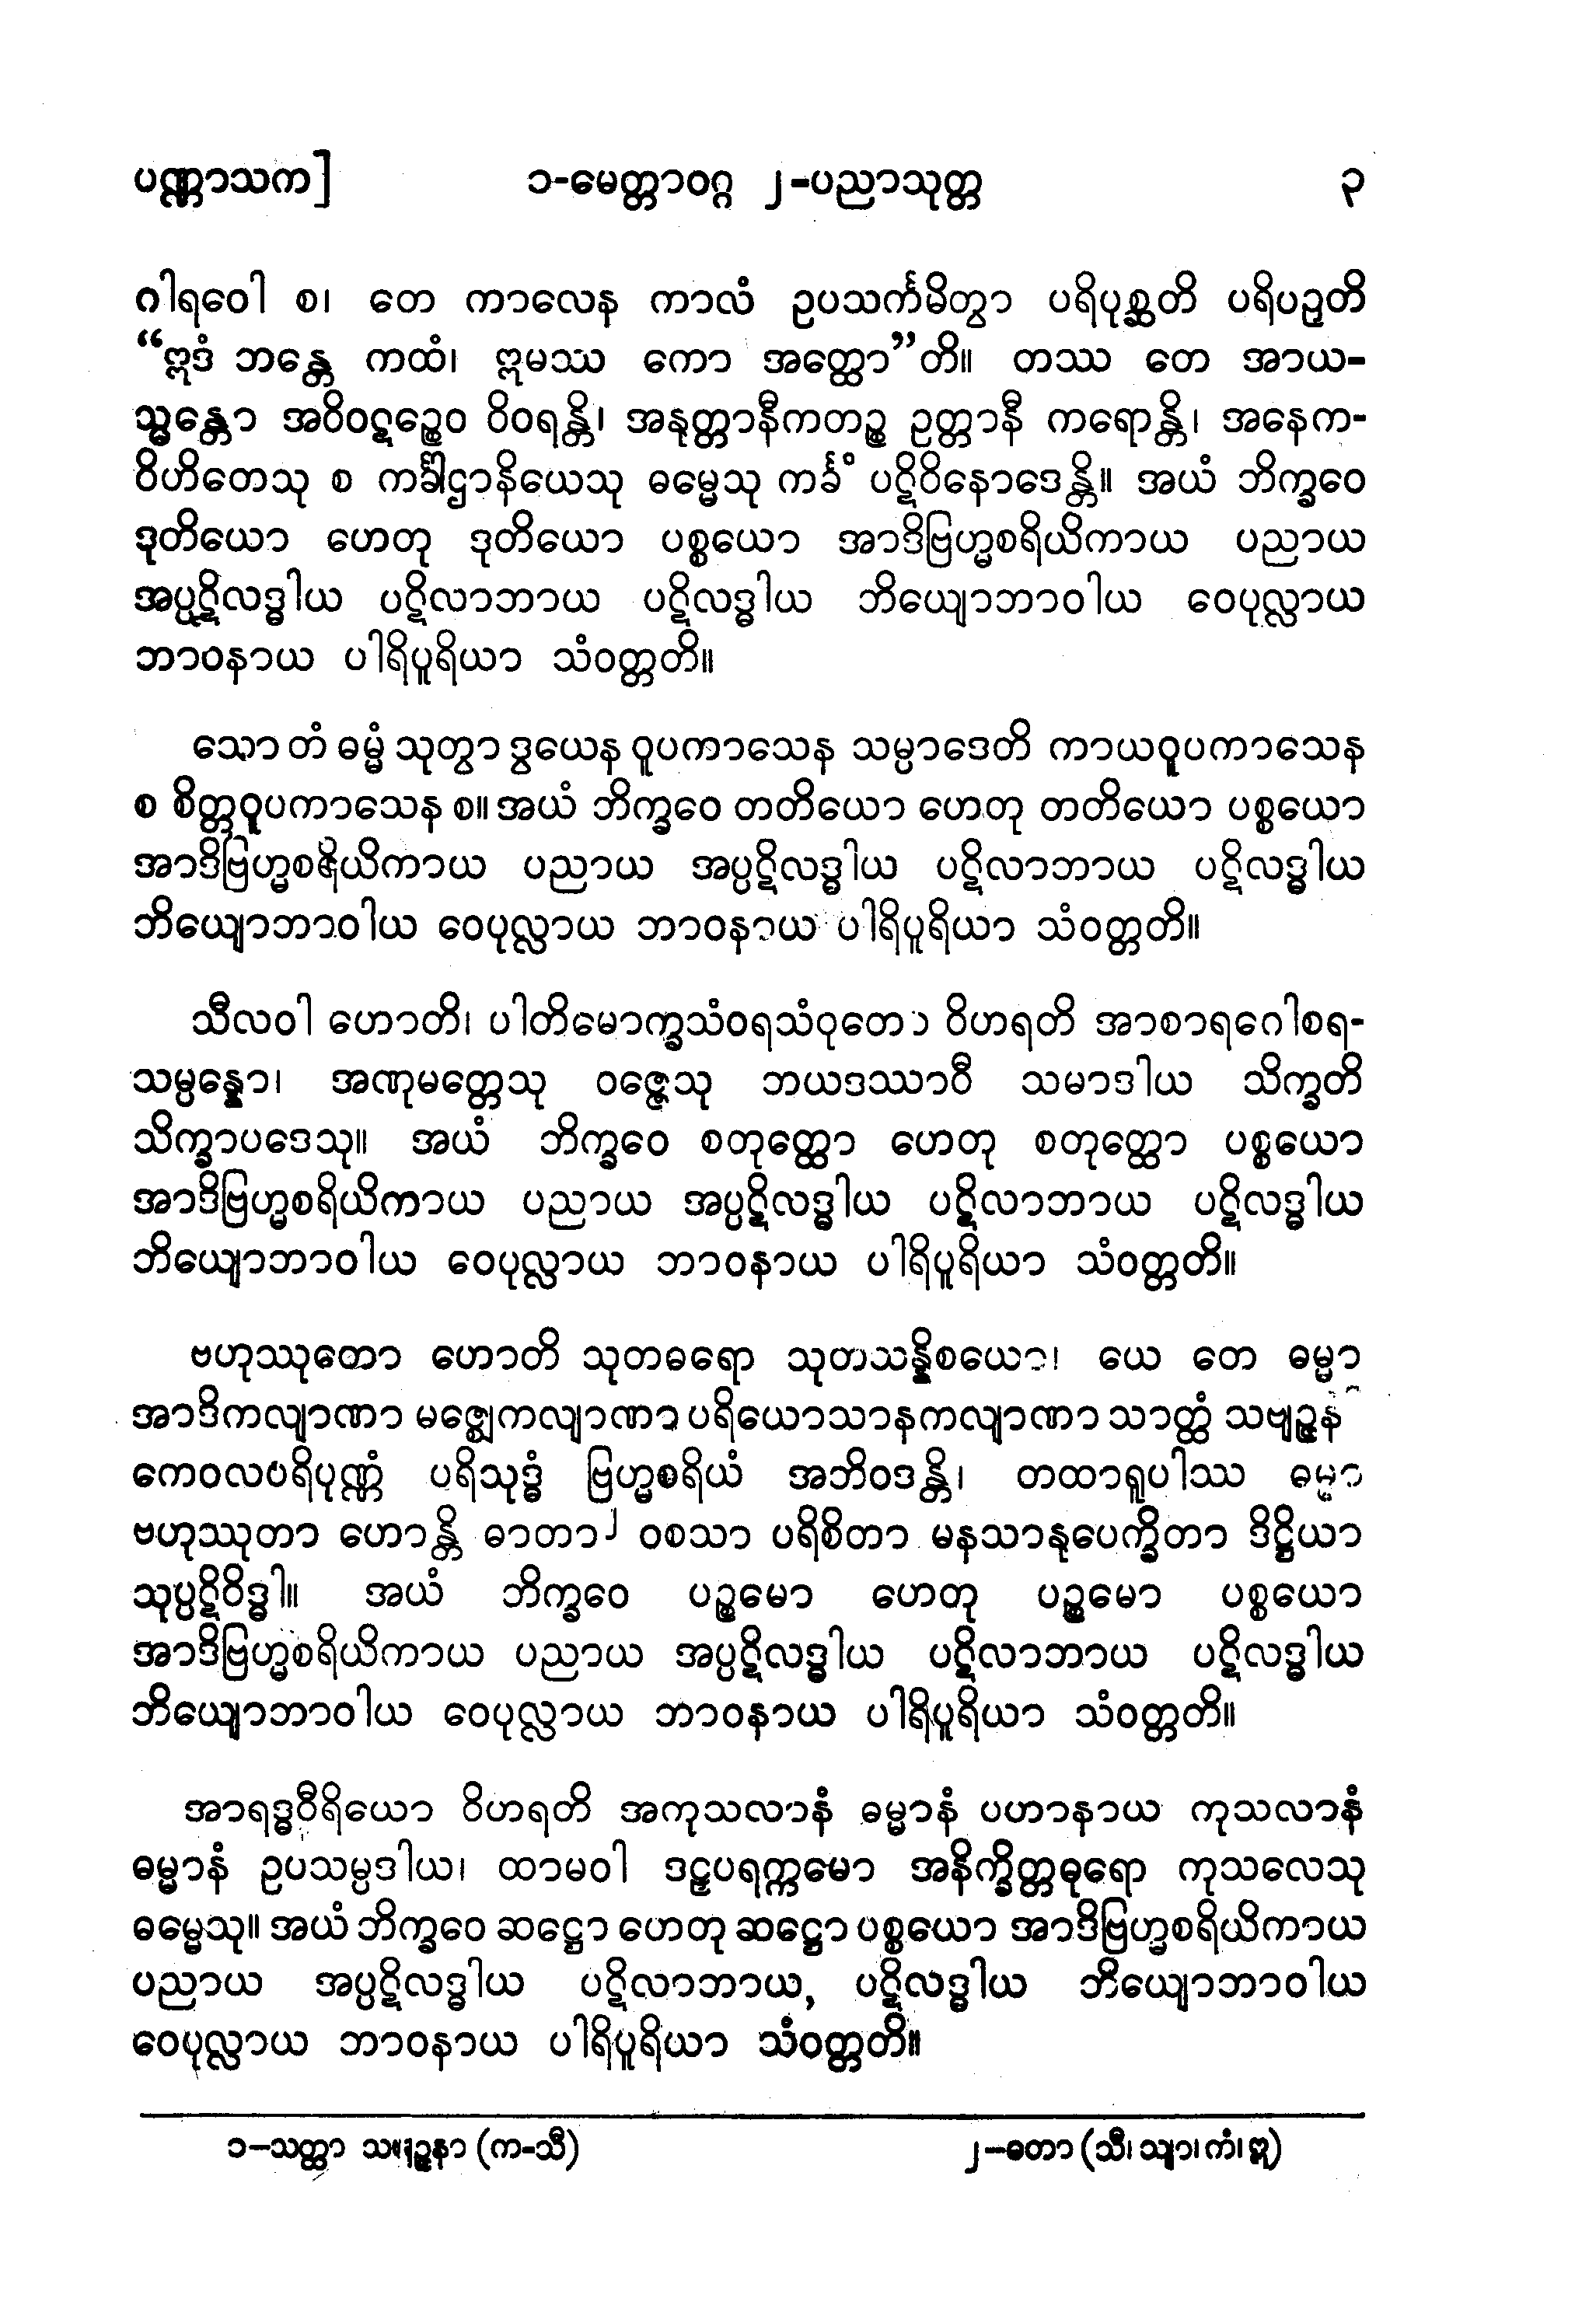 ပဏ္ဏာသက] ၁-မေတ္တာဝဂ္ဂ ၂-ပညာသုတ္တ ၃
ဂါရဝေါ စ၊ တေ ကာလေန ကာလံ ဥပသင်္ကမိတွာ ပရိပုစ္ဆတိ ပရိပဉှတိ
“ဣဒံ ဘန္တေ ကထံ၊ ဣမဿ ကော အတ္ထော”တိ။ တဿ တေ အာယ-
သ္မန္တော အဝိဝဋဉ္စေဝ ဝိဝရန္တိ၊ အနုတ္တာနီကတဉ္စ ဥတ္တာနီ ကရောန္တိ၊ အနေက-
ဝိဟိတေသု စ ကင်္ခါဌာနိယေသု ဓမ္မေသု ကင်္ခံ ပဋိဝိနောဒေန္တိ။ အယံ ဘိက္ခဝေ
ဒုတိယော ဟေတု ဒုတိယော ပစ္စယော အာဒိဗြဟ္မစရိယိကာယ ပညာယ
အပ္ပဋိလဒ္ဓါယ ပဋိလာဘာယ ပဋိလဒ္ဓါယ ဘိယျောဘာဝါယ ဝေပုလ္လာယ
ဘာဝနာယ ပါရိပူရိယာ သံဝတ္တတိ။
သော တံ ဓမ္မံ သုတွာ ဒွယေန ဝူပကာသေန သမ္ပာဒေတိ ကာယဝူပကာသေန
စ စိတ္တဝူပကာသေန စ။ အယံ ဘိက္ခဝေ တတိယော ဟေတု တတိယော ပစ္စယော
အာဒိဗြဟ္မစရိယိကာယ ပညာယ အပ္ပဋိလဒ္ဓါယ ပဋိလာဘာယ ပဋိလဒ္ဓါယ
ဘိယျောဘာဝါယ ဝေပုလ္လာယ ဘာဝနာယ ပါရိပူရိယာ သံဝတ္တတိ။
သီလဝါ ဟောတိ၊ ပါတိမောက္ခသံဝရသံဝုတော ဝိဟရတိ အာစာရဂေါစရ-
သမ္ပန္နော၊ အဏုမတ္တေသု ဝဇ္ဇေသု ဘယဒဿာဝီ သမာဒါယ သိက္ခတိ
သိက္ခာပဒေသု။ အယံ ဘိက္ခဝေ စတုတ္ထော ဟေတု စတုတ္ထော ပစ္စယော
အာဒိဗြဟ္မစရိယိကာယ ပညာယ အပ္ပဋိလဒ္ဓါယ ပဋိလာဘာယ ပဋိလဒ္ဓါယ
ဘိယျောဘာဝါယ ဝေပုလ္လာယ ဘာဝနာယ ပါရိပူရိယာ သံဝတ္တတိ။
ဗဟုဿုတော ဟောတိ သုတဓရော သုတသန္နိစယော၊ ယေ တေ ဓမ္မာ
အာဒိကလျာဏာ မဇ္ဈေကလျာဏာ ပရိယောသာနကလျာဏာ သာတ္ထံ သဗျဉ္ဇနံ
ကေဝလပရိပုဏ္ဏံ ပရိသုဒ္ဓံ ဗြဟ္မစရိယံ အဘိဝဒန္တိ၊ တထာရူပါဿ ဓမ္မာ
ဗဟုဿုတာ ဟောန္တိ ဓာတာ၂ ဝစသာ ပရိစိတာ မနသာနုပေက္ခိတာ ဒိဋ္ဌိယာ
သုပ္ပဋိဝိဒ္ဓါ။ အယံ ဘိက္ခဝေ ပဉ္စမော ဟေတု ပဉ္စမော ပစ္စယော
အာဒိဗြဟ္မစရိယိကာယ ပညာယ အပ္ပဋိလဒ္ဓါယ ပဋိလာဘာယ ပဋိလဒ္ဓါယ
ဘိယျောဘာဝါယ ဝေပုလ္လာယ ဘာဝနာယ ပါရိပူရိယာ သံဝတ္တတိ။
အာရဒ္ဓဝီရိယော ဝိဟရတိ အကုသလာနံ ဓမ္မာနံ ပဟာနာယ ကုသလာနံ
ဓမ္မာနံ ဥပသမ္ပဒါယ၊ ထာမဝါ ဒဠှပရက္ကမော အနိက္ခိတ္တဓုရော ကုသလေသု
ဓမ္မေသု။ အယံ ဘိက္ခဝေ ဆဋ္ဌော ဟေတု ဆဋ္ဌော ပစ္စယော အာဒိဗြဟ္မစရိယိကာယ
ပညာယ အပ္ပဋိလဒ္ဓါယ ပဋိလာဘာယ, ပဋိလဒ္ဓါယ ဘိယျောဘာဝါယ
ဝေပုလ္လာယ ဘာဝနာယ ပါရိပူရိယာ သံဝတ္တတိ။
၁-သတ္ထာ သဗျဉ္ဇနာ (က-သီ) ၂-ဓတာ (သီ၊ သျာ၊ ကံ၊ ဣ)